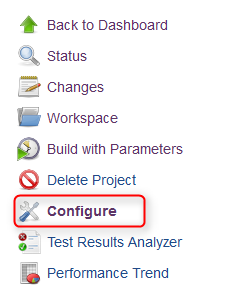 Back to Dashboard
Status
Changes
Workspace
Build with Parameters
Delete Project
Configure
Test Results Analyzer
Performance Trend